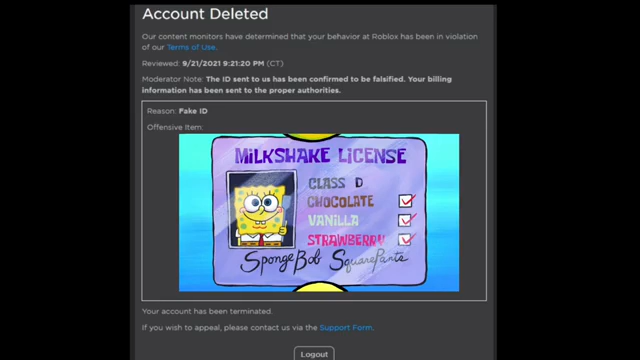 Account Deleted
Our content monitors have determined that your behavior at Roblox has been in violation
of our Terms of Use.
Reviewed: 9/21/2021 9:21:20 PM (CT)
Moderator Note: The ID sent to us has been confirmed to be falsified. Your billing
information has been sent to the proper authorities.
Reason: Fake ID
Offensive Item:
MiLKSHAKE LiCENSE
CLASS D
CHOCOLATE
VANILLA
STRAWBERRY
SpongeBob SquarePants
Your account has been terminated.
If you wish to appeal, please contact us via the Support Form.
Logout